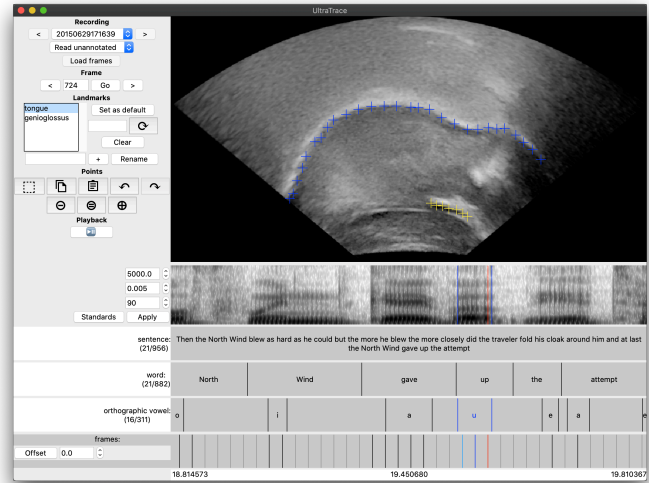 UltraTrace
Recording
< 20150629171639 >
Read unannotated
Load frames
Frame
< 724 Go >
Landmarks
tongue
genioglossus
Set as default
Clear
+ Rename
Points
Playback
5000.0
0.005
90
Standards Apply
sentence: (21/956)
Then the North Wind blew as hard as he could but the more he blew the more closely did the traveler fold his cloak around him and at last
the North Wind gave up the attempt
word: (21/882)
North Wind gave up the attempt
orthographic vowel: (16/311)
o i a u e a e
frames:
Offset 0.0
18.814573 19.450680 19.810367